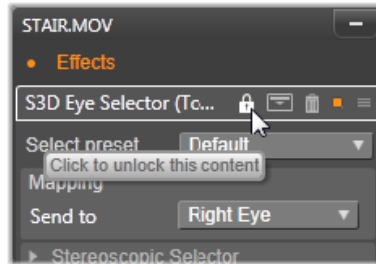 STAIR.MOV
Effects
S3D Eye Selector (To...
Select preset Default
Click to unlock this content
Mapping
Send to Right Eye
Stereoscopic Selector